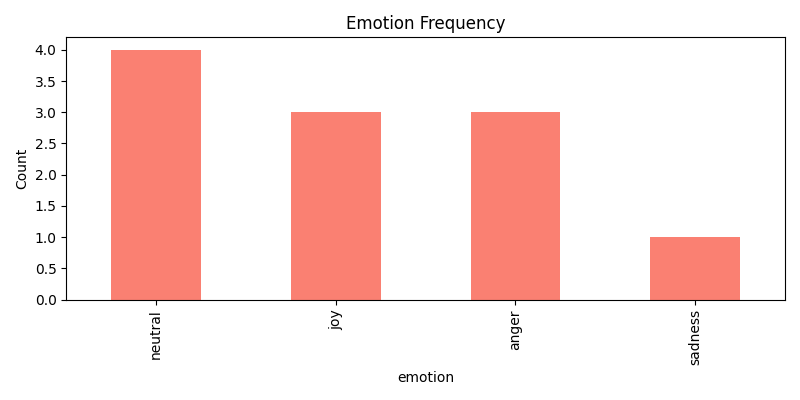 Emotion Frequency
Count
4.0
3.5
3.0
2.5
2.0
1.5
1.0
0.5
0.0
neutral
joy
anger
sadness
emotion